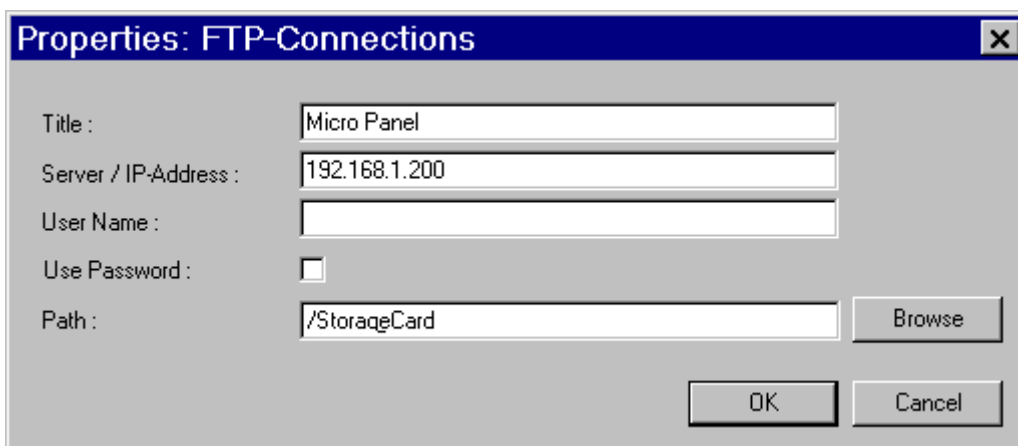 Properties: FTP-Connections
Title : Micro Panel
Server / IP-Address : 192.168.1.200
User Name :
Use Password :
Path : /StorageCard Browse
OK Cancel